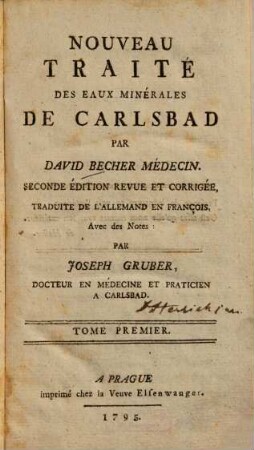 NOUVEAU
TRAITÉ
DES EAUX MINÉRALES
DE CARLSBAD
PAR
DAVID BECHER MÉDECIN.
SECONDE ÉDITION REVUE ET CORRIGÉE,
TRADUITE DE L'ALLEMAND EN FRANÇOIS.
Avec des Notes:
PAR
JOSEPH GRUBER,
DOCTEUR EN MÉDECINE ET PRATICIEN
A CARLSBAD.
TOME PREMIER.
A PRAGUE
imprimé chez la Veuve Elsenwanger.
1795.